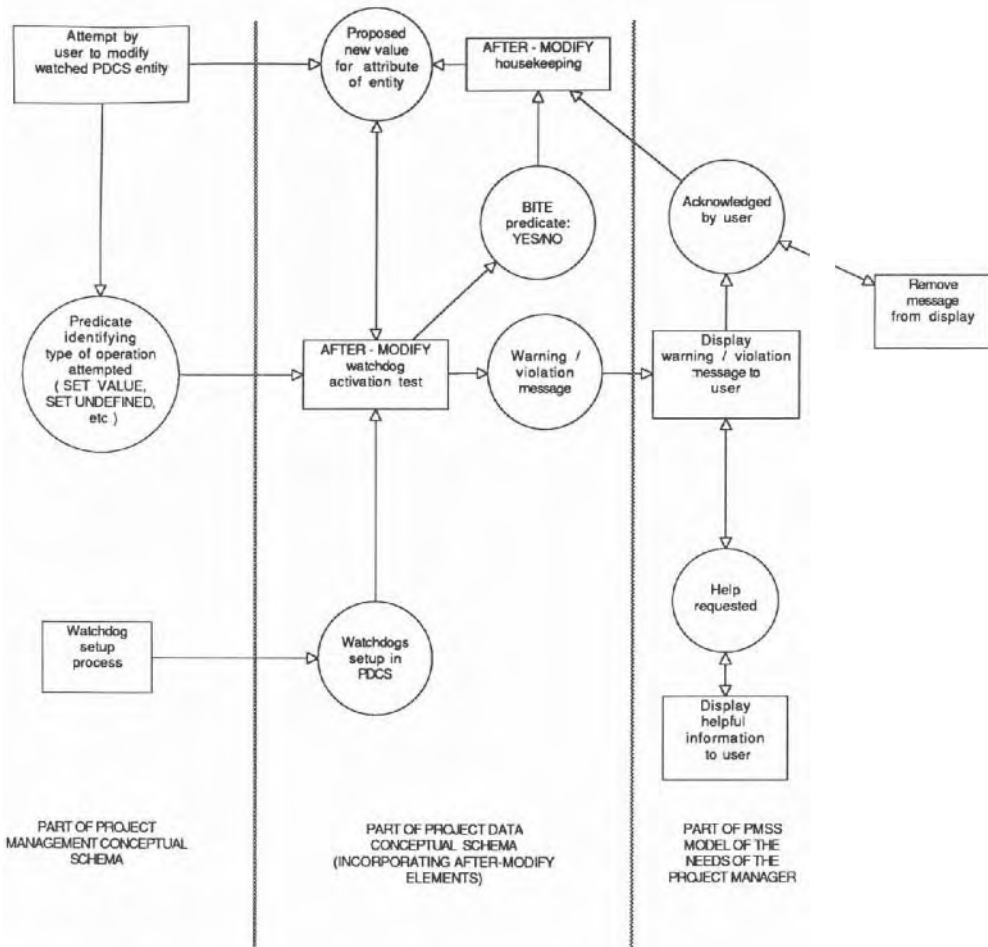 Attempt by
user to modify
watched PDCS entity
Proposed
new value
for attribute
of entity
AFTER - MODIFY
housekeeping
BITE
predicate:
YES/NO
Acknowledged
by user
Remove
message
from display
Predicate
identifying
type of operation
attempted
( SET VALUE,
SET UNDEFINED,
etc )
AFTER - MODIFY
watchdog
activation test
Warning /
violation
message
Display
warning / violation
message to
user
Help
requested
Watchdog
setup
process
Watchdogs
setup in
PDCS
Display
helpful
information
to user
PART OF PROJECT
MANAGEMENT CONCEPTUAL
SCHEMA
PART OF PROJECT DATA
CONCEPTUAL SCHEMA
(INCORPORATING AFTER-MODIFY
ELEMENTS)
PART OF PMSS
MODEL OF THE
NEEDS OF THE
PROJECT MANAGER